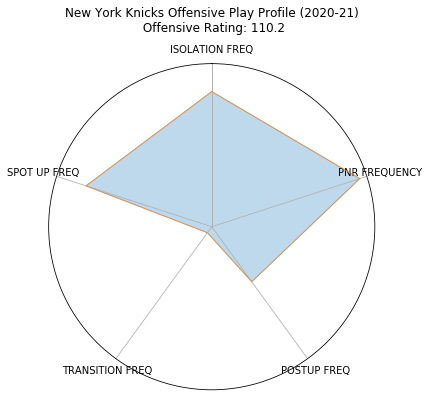 New York Knicks Offensive Play Profile (2020-21)
Offensive Rating: 110.2
ISOLATION FREQ
SPOT UP FREQ
PNR FREQUENCY
TRANSITION FREQ
POSTUP FREQ